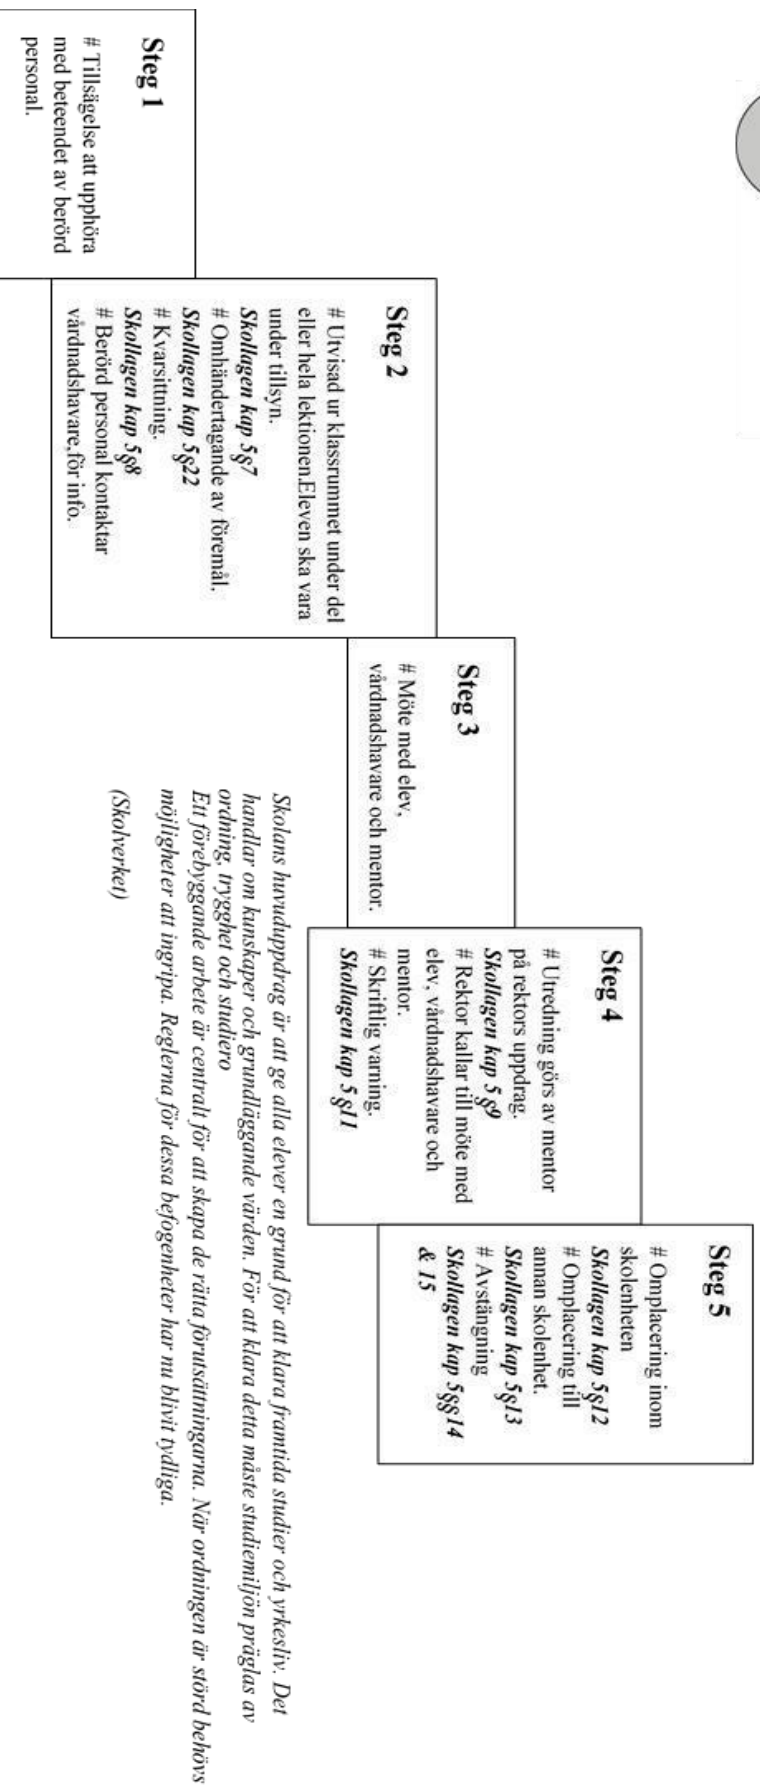 Steg 1
# Tillsägelse att upphöra
med beteendet av berörd
personal.
Steg 2
# Utvisad ur klassrummet under del
eller hela lektionen.Eleven ska vara
under tillsyn.
Skollagen kap 5§7
# Omhändertagande av föremål.
Skollagen kap 5§22
# Kvarsittning.
Skollagen kap 5§8
# Berörd personal kontaktar
vårdnadshavare,för info.
Steg 3
# Möte med elev,
vårdnadshavare och mentor.
Steg 4
# Utredning görs av mentor
på rektors uppdrag.
Skollagen kap 5 §9
# Rektor kallar till möte med
elev, vårdnadshavare och
mentor.
# Skriftlig varning.
Skollagen kap 5 §11
Steg 5
# Omplacering inom
skolenheten
Skollagen kap 5§12
# Omplacering till
annan skolenhet.
Skollagen kap 5§13
# Avstängning
Skollagen kap 5§§14
& 15
Skolans huvuduppdrag är att ge alla elever en grund för att klara framtida studier och yrkesliv. Det
handlar om kunskaper och grundläggande värden. För att klara detta måste studiemiljön präglas av
ordning, trygghet och studiero
Ett förebyggande arbete är centralt för att skapa de rätta förutsättningarna. När ordningen är störd behövs
möjligheter att ingripa. Reglerna för dessa befogenheter har nu blivit tydliga.
(Skolverket)